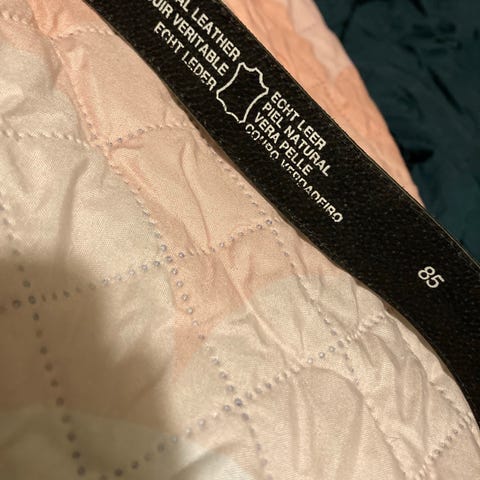 AL LEATHER
UIR VERITABLE
ECHT LEDER
ECHT LEER
PIEL NATURAL
VERA PELLE
COURO VERDADEIRO
85